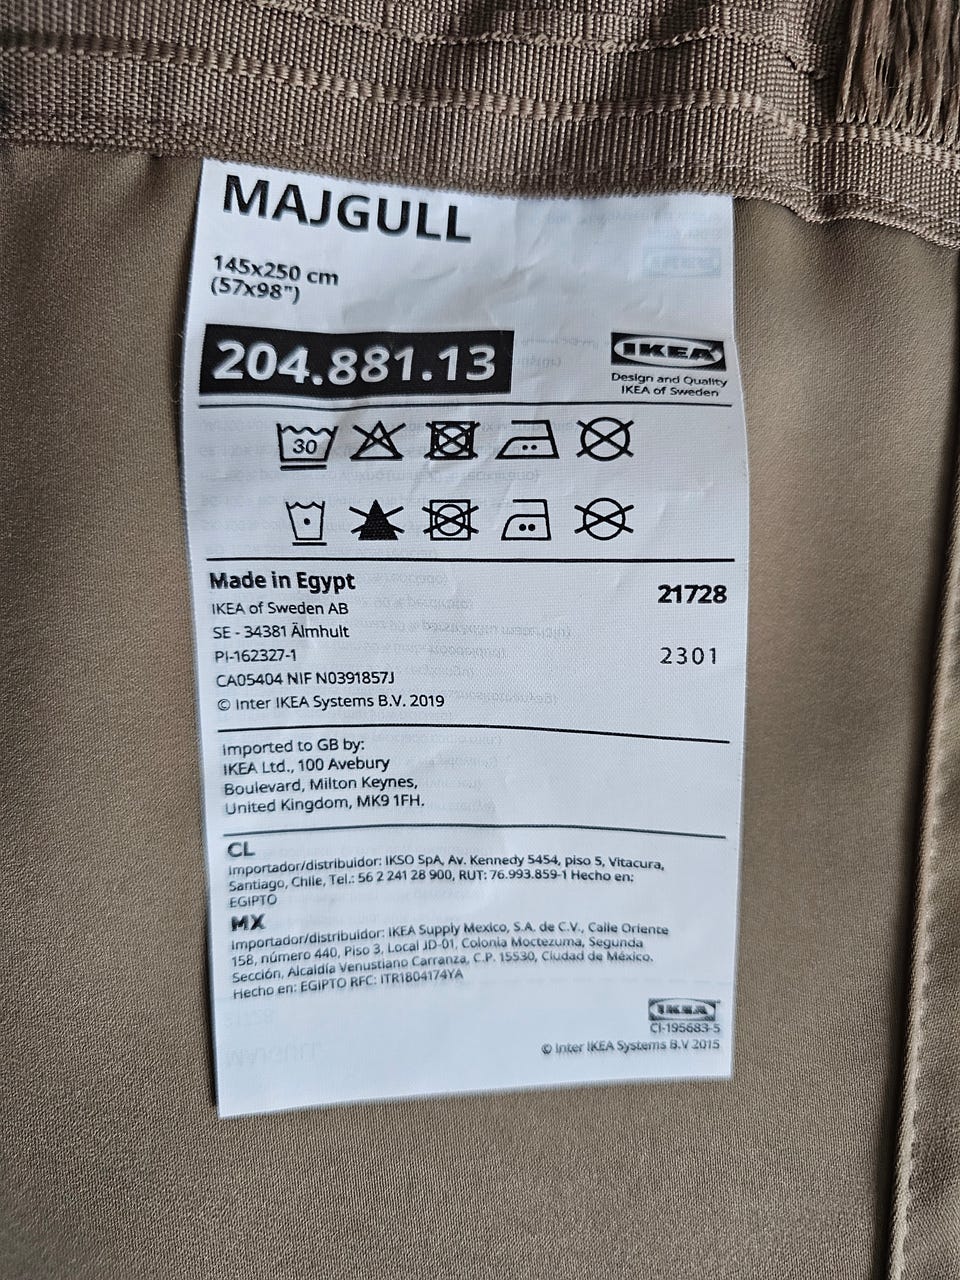 MAJGULL
145x250 cm
(57x98")
204.881.13
IKEA
Design and Quality
IKEA of Sweden
30
Made in Egypt
21728
IKEA of Sweden AB
SE - 34381 Älmhult
PI-162327-1
2301
CA05404 NIF N0391857J
© Inter IKEA Systems B.V. 2019
Imported to GB by:
IKEA Ltd., 100 Avebury
Boulevard, Milton Keynes,
United Kingdom, MK9 1FH.
CL
Importador/distribuidor: IKSO SpA, Av. Kennedy 5454, piso 5, Vitacura,
Santiago, Chile, Tel.: 56 2 241 28 900, RUT: 76.993.859-1 Hecho en:
EGIPTO
MX
Importador/distribuidor: IKEA Supply Mexico, S.A. de C.V., Calle Oriente
158, número 440, Piso 3, Local JD-01, Colonia Moctezuma, Segunda
Sección, Alcaldía Venustiano Carranza, C.P. 15530, Ciudad de México.
Hecho en: EGIPTO RFC: ITR1804174YA
IKEA
CI-195683-5
© Inter IKEA Systems B.V 2015